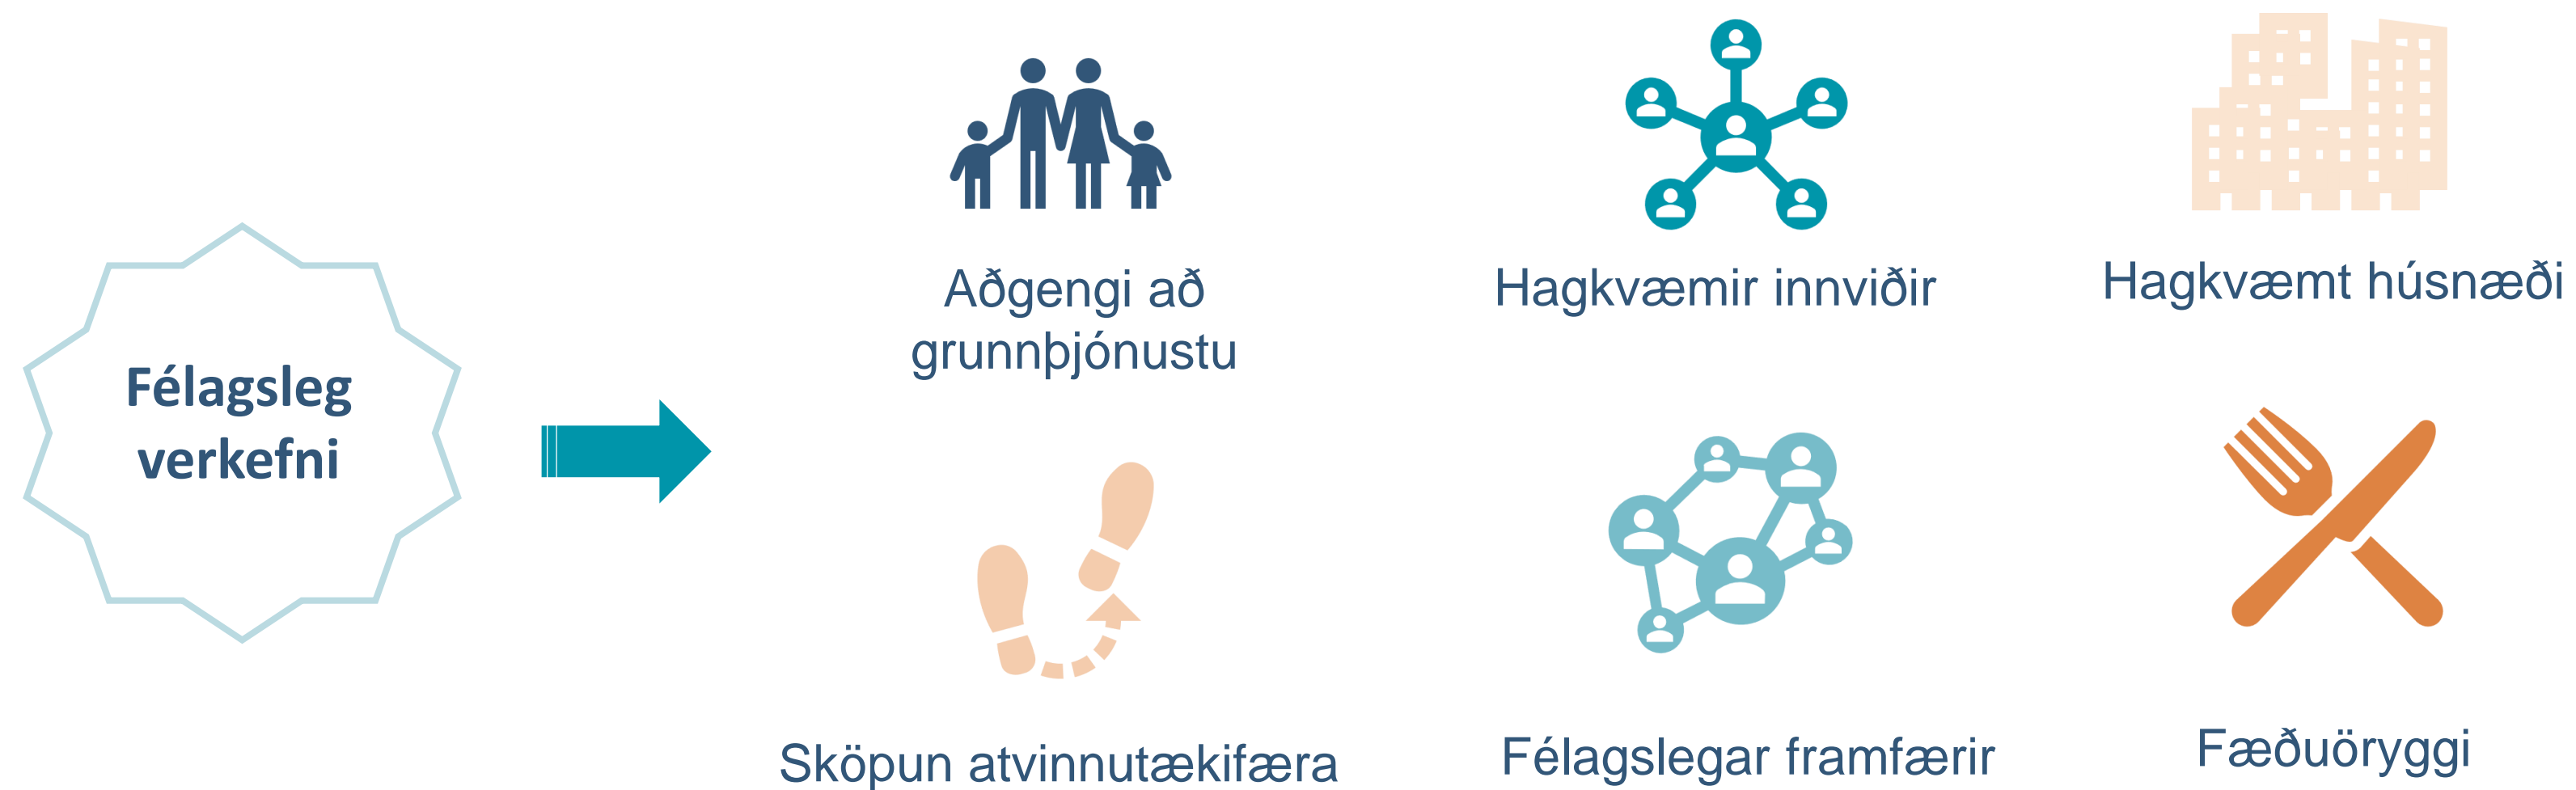 Félagsleg
verkefni
Aðgengi að
grunnþjónustu
Hagkvæmir innviðir
Hagkvæmt húsnæði
Sköpun atvinnutækifæra
Félagslegar framfærir
Fæðuöryggi